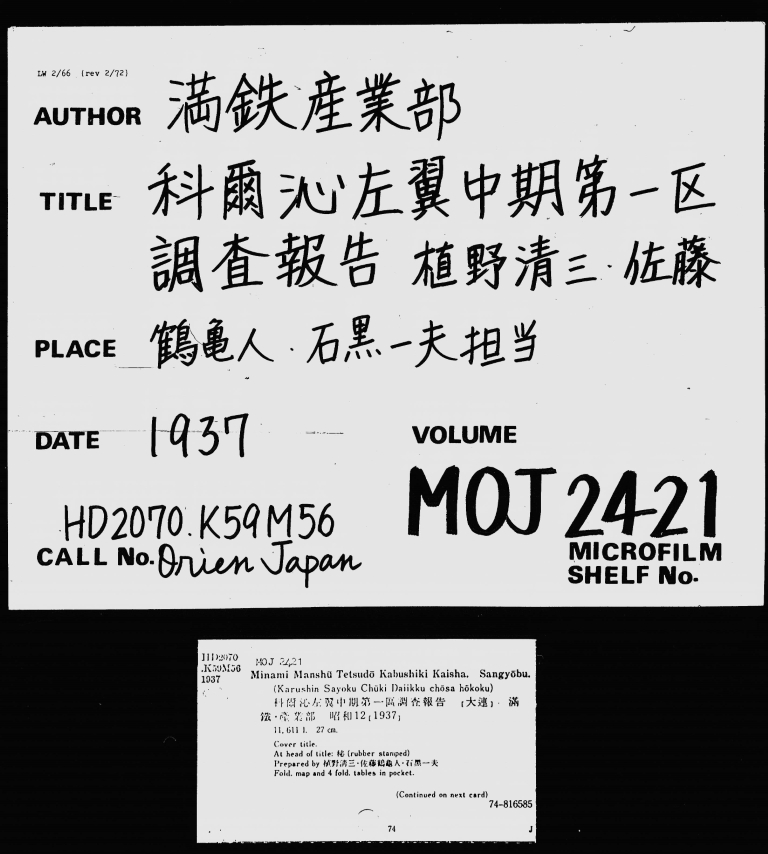 LW 2/66 (rev 2/72)
AUTHOR 満鉄産業部
TITLE 科爾沁左翼中期第一区
調査報告 植野清三・佐藤
PLACE 鶴亀人・石黒一夫担当
DATE 1937
VOLUME
MOJ 2421
HD2070.K59M56
CALL No. Orien Japan
MICROFILM
SHELF No.
HD2070
.K59M56
1937
MOJ 2421
Minami Manshū Tetsudō Kabushiki Kaisha. Sangyōbu.
(Karushin Sayoku Chūki Daiikku chōsa hōkoku)
科爾沁左翼中期第一區調査報告 [大連] 滿
鐵・産業部 昭和12 [1937]
11, 611 l. 27 cm.
Cover title.
At head of title: 秘 (rubber stamped)
Prepared by 植野淸三・佐藤鶴龜人・石黒一夫
Fold. map and 4 fold. tables in pocket.
(Continued on next card)
74-816585
74
J